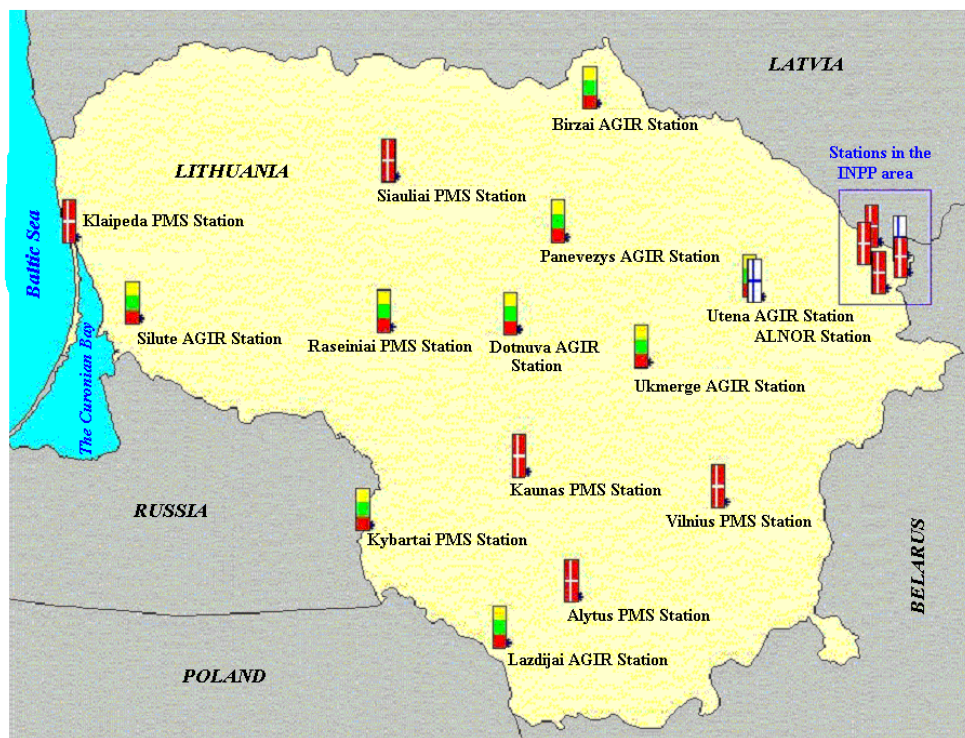 LATVIA
Birzai AGIR Station
Stations in the
INPP area
LITHUANIA
Siauliai PMS Station
Klaipeda PMS Station
Panevezys AGIR Station
Baltic Sea
Utena AGIR Station
ALNOR Station
Silute AGIR Station
Raseiniai PMS Station
Dotnuva AGIR
Station
The Curonian Bay
Ukmerge AGIR Station
Kaunas PMS Station
RUSSIA
Vilnius PMS Station
Kybartai PMS Station
BELARUS
Alytus PMS Station
Lazdijai AGIR Station
POLAND